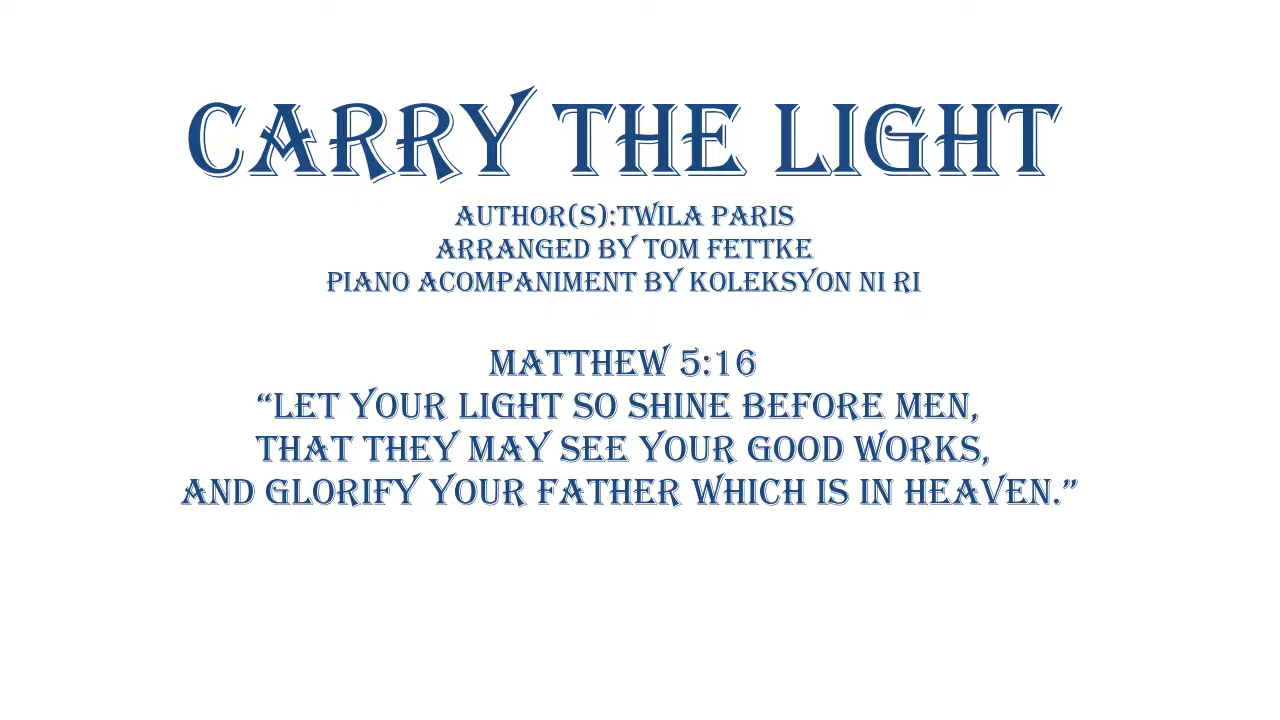 CARRY THE LIGHT
AUTHOR(S):TWILA PARIS
ARRANGED BY TOM FETTKE
PIANO ACOMPANIMENT BY KOLEKSYON NI RI
MATTHEW 5:16
“LET YOUR LIGHT SO SHINE BEFORE MEN,
THAT THEY MAY SEE YOUR GOOD WORKS,
AND GLORIFY YOUR FATHER WHICH IS IN HEAVEN.”